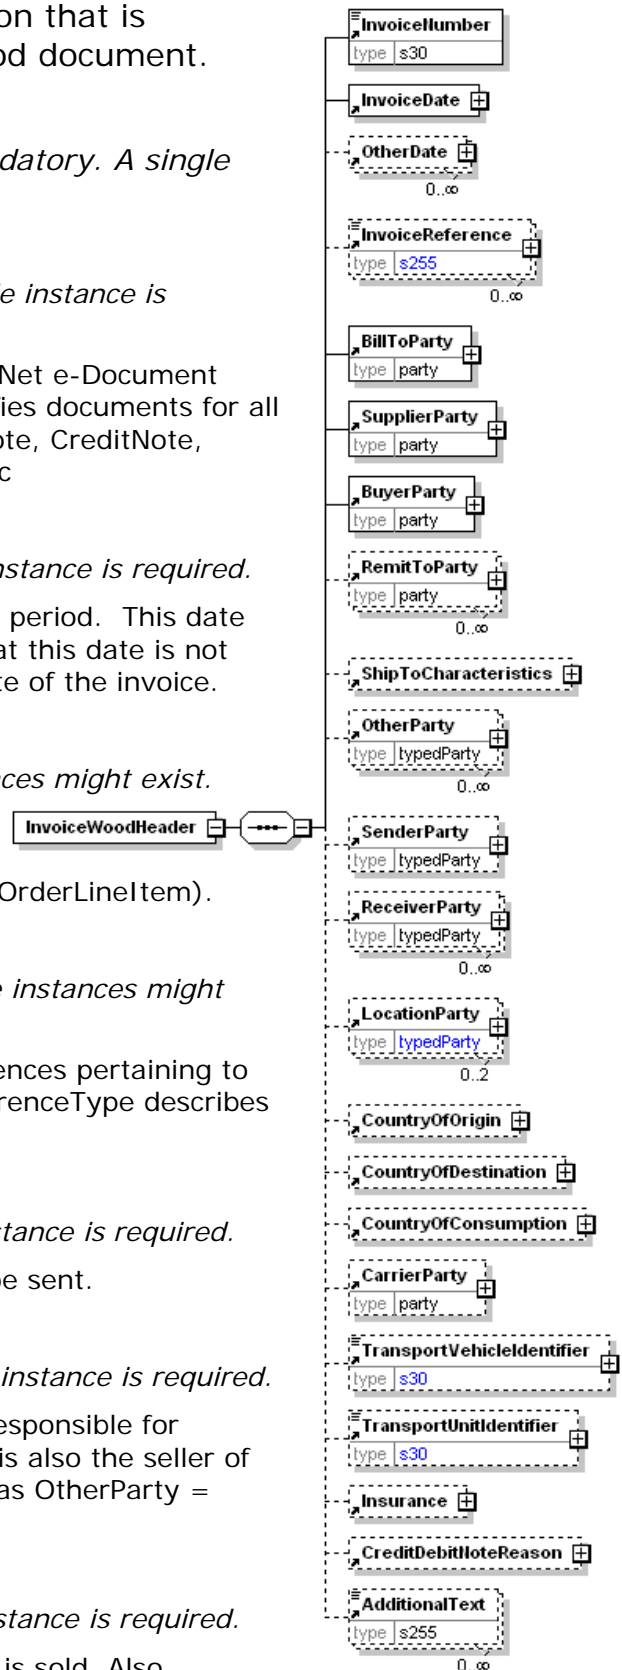 on that is
od document.
datory. A single
e instance is
Net e-Document
fies documents for all
ote, CreditNote,
c
nstance is required.
period. This date
at this date is not
te of the invoice.
nces might exist.
OrderLineItem).
e instances might
ences pertaining to
renceType describes
stance is required.
be sent.
instance is required.
responsible for
is also the seller of
as OtherParty =
stance is required.
is sold. Also
InvoiceWoodHeader
InvoiceNumber
type s30
InvoiceDate
OtherDate
0..∞
InvoiceReference
type s255
0..∞
BillToParty
type party
SupplierParty
type party
BuyerParty
type party
RemitToParty
type party
0..∞
ShipToCharacteristics
OtherParty
type typedParty
0..∞
SenderParty
type typedParty
ReceiverParty
type typedParty
0..∞
LocationParty
type typedParty
0..2
CountryOfOrigin
CountryOfDestination
CountryOfConsumption
CarrierParty
type party
TransportVehicleIdentifier
type s30
TransportUnitIdentifier
type s30
Insurance
CreditDebitNoteReason
AdditionalText
type s255
0..∞